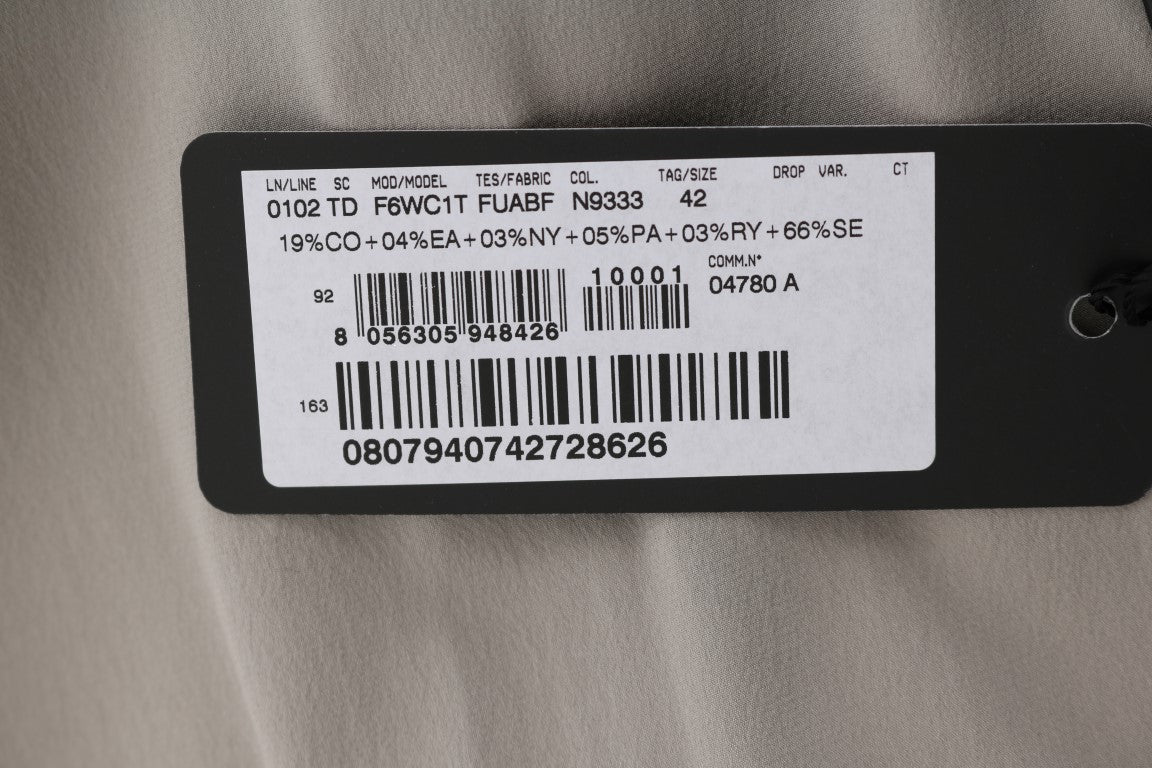 LN/LINE SC MOD/MODEL TES/FABRIC COL. TAG/SIZE DROP VAR. CT
0102 TD F6WC1T FUABF N9333 42
19%CO+04%EA+03%NY+05%PA+03%RY+66%SE
COMM.N°
92 10001 04780 A
8 056305 948426
163
0807940742728626